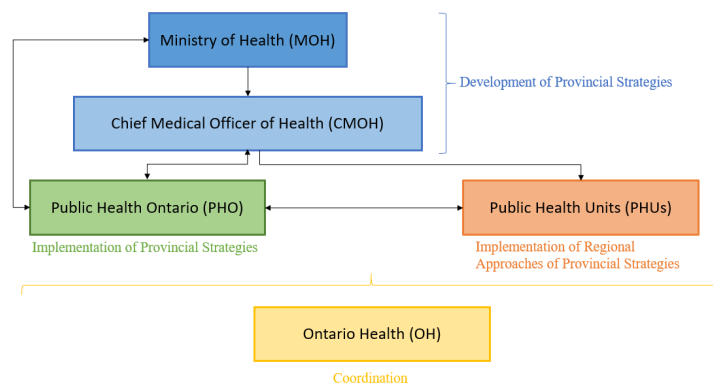 Ministry of Health (MOH)
Development of Provincial Strategies
Chief Medical Officer of Health (CMOH)
Public Health Ontario (PHO)
Public Health Units (PHUs)
Implementation of Provincial Strategies
Implementation of Regional
Approaches of Provincial Strategies
Ontario Health (OH)
Coordination